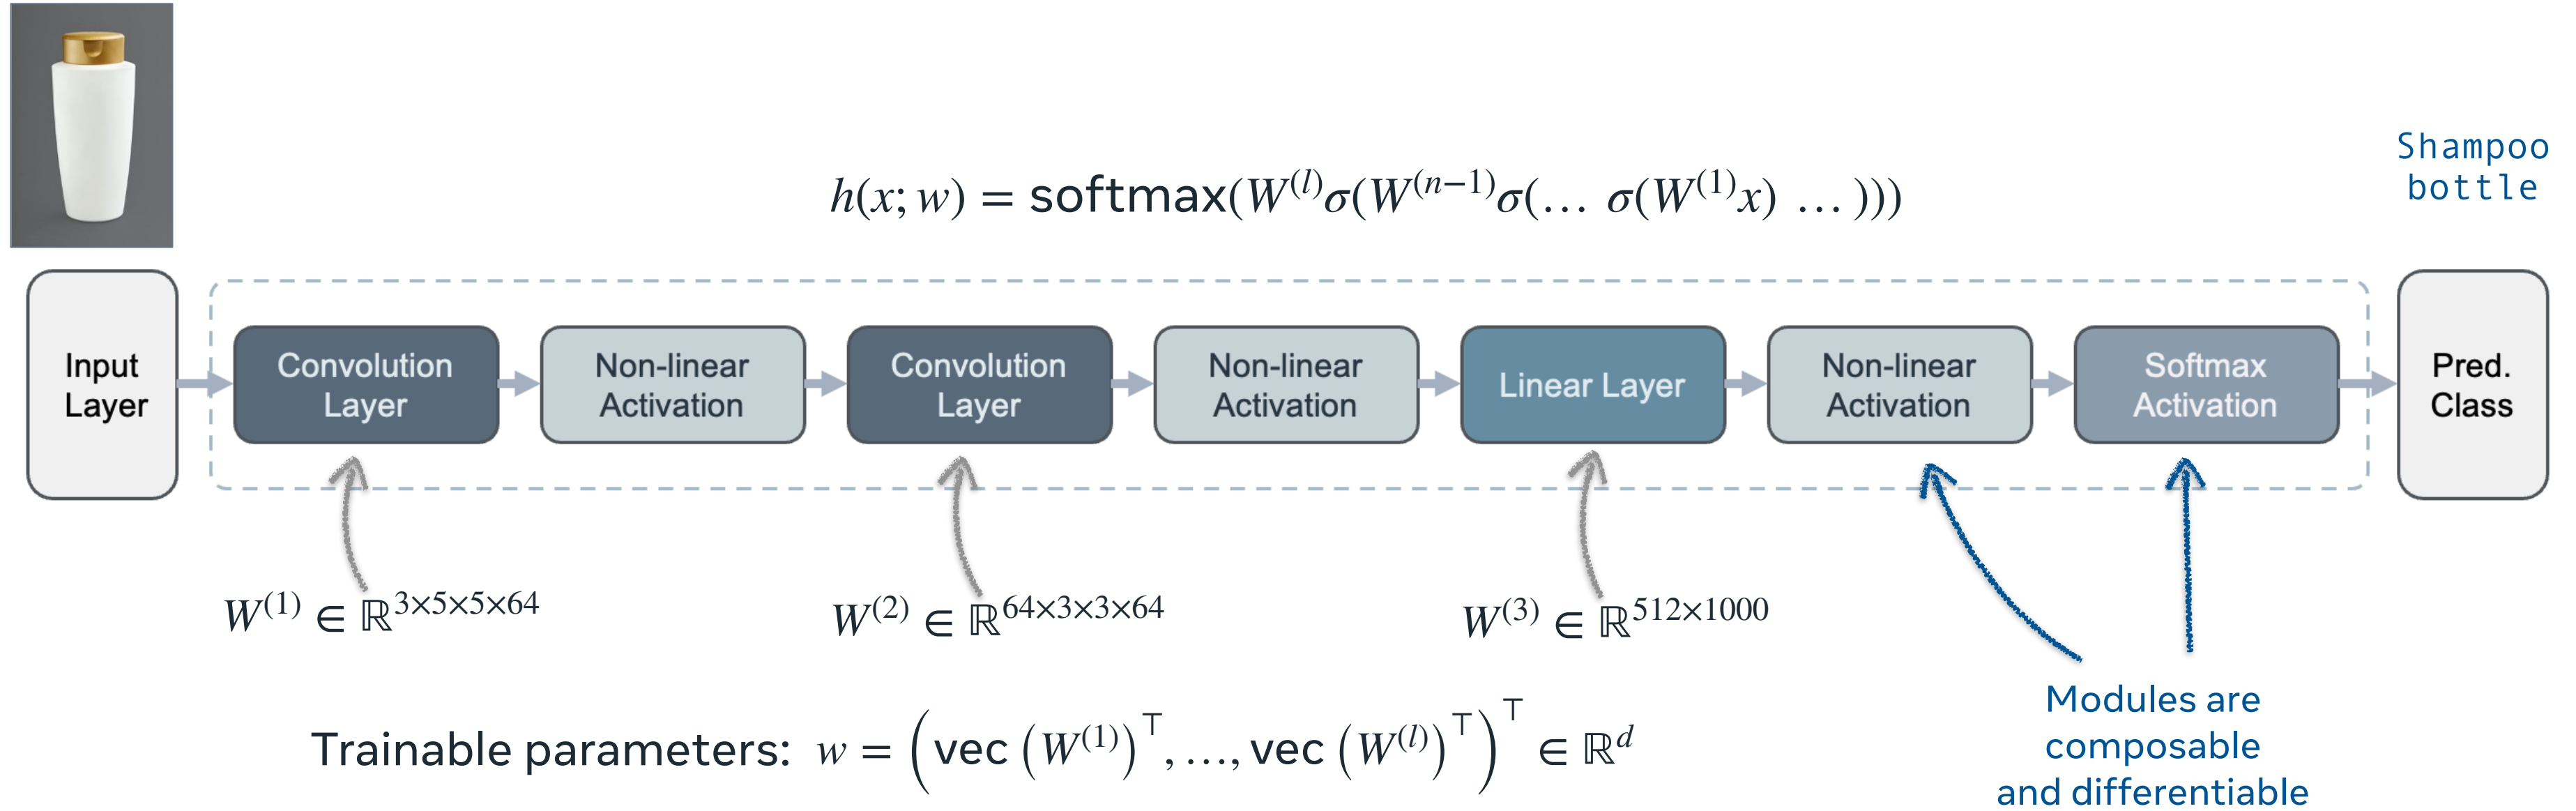 Shampoo
bottle
h(x; w) = softmax(W^(l)σ(W^(n−1)σ(… σ(W^(1)x) … )))
Input
Layer
Convolution
Layer
Non-linear
Activation
Convolution
Layer
Non-linear
Activation
Linear Layer
Non-linear
Activation
Softmax
Activation
Pred.
Class
W^(1) ∈ ℝ^3×5×5×64
W^(2) ∈ ℝ^64×3×3×64
W^(3) ∈ ℝ^512×1000
Trainable parameters: w = (vec (W^(1))^⊤, …, vec (W^(l))^⊤)^⊤ ∈ ℝ^d
Modules are
composable
and differentiable